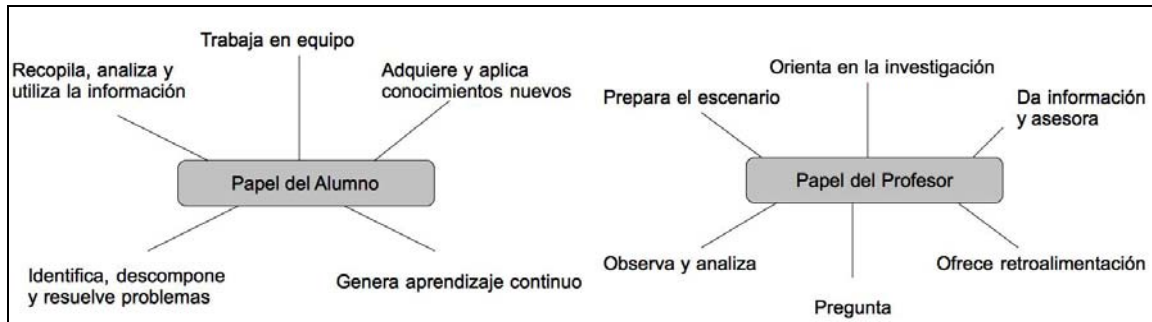 Trabaja en equipo
Recopila, analiza y
utiliza la información
Adquiere y aplica
conocimientos nuevos
Papel del Alumno
Identifica, descompone
y resuelve problemas
Genera aprendizaje continuo
Orienta en la investigación
Prepara el escenario
Da información
y asesora
Papel del Profesor
Observa y analiza
Ofrece retroalimentación
Pregunta